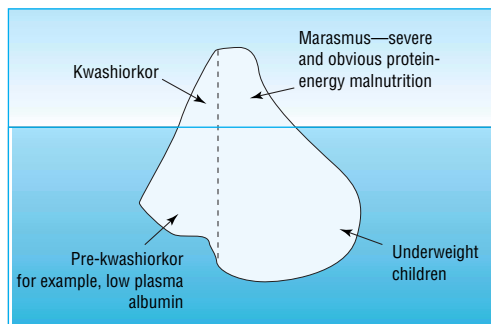 Kwashiorkor
Marasmus—severe
and obvious protein-
energy malnutrition
Pre-kwashiorkor
for example, low plasma
albumin
Underweight
children